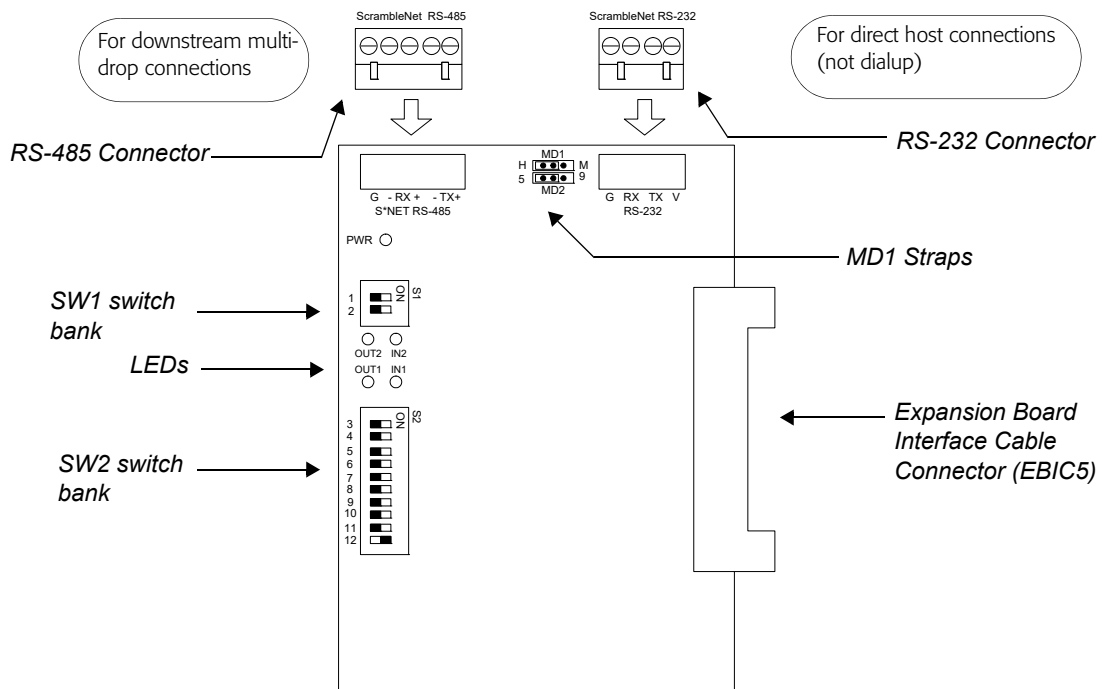 ScrambleNet RS-485
ScrambleNet RS-232
For downstream multi-
drop connections
For direct host connections
(not dialup)
RS-485 Connector
RS-232 Connector
MD1
H M
5 9
MD2
G - RX + - TX+
S*NET RS-485
G RX TX V
RS-232
PWR
MD1 Straps
SW1 switch
bank
1
2
ON
S1
LEDs
OUT2 IN2
OUT1 IN1
SW2 switch
bank
3
4
5
6
7
8
9
10
11
12
ON
S2
Expansion Board
Interface Cable
Connector (EBIC5)